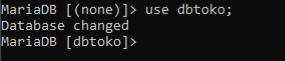 MariaDB [(none)]> use dbtoko;
Database changed
MariaDB [dbtoko]>